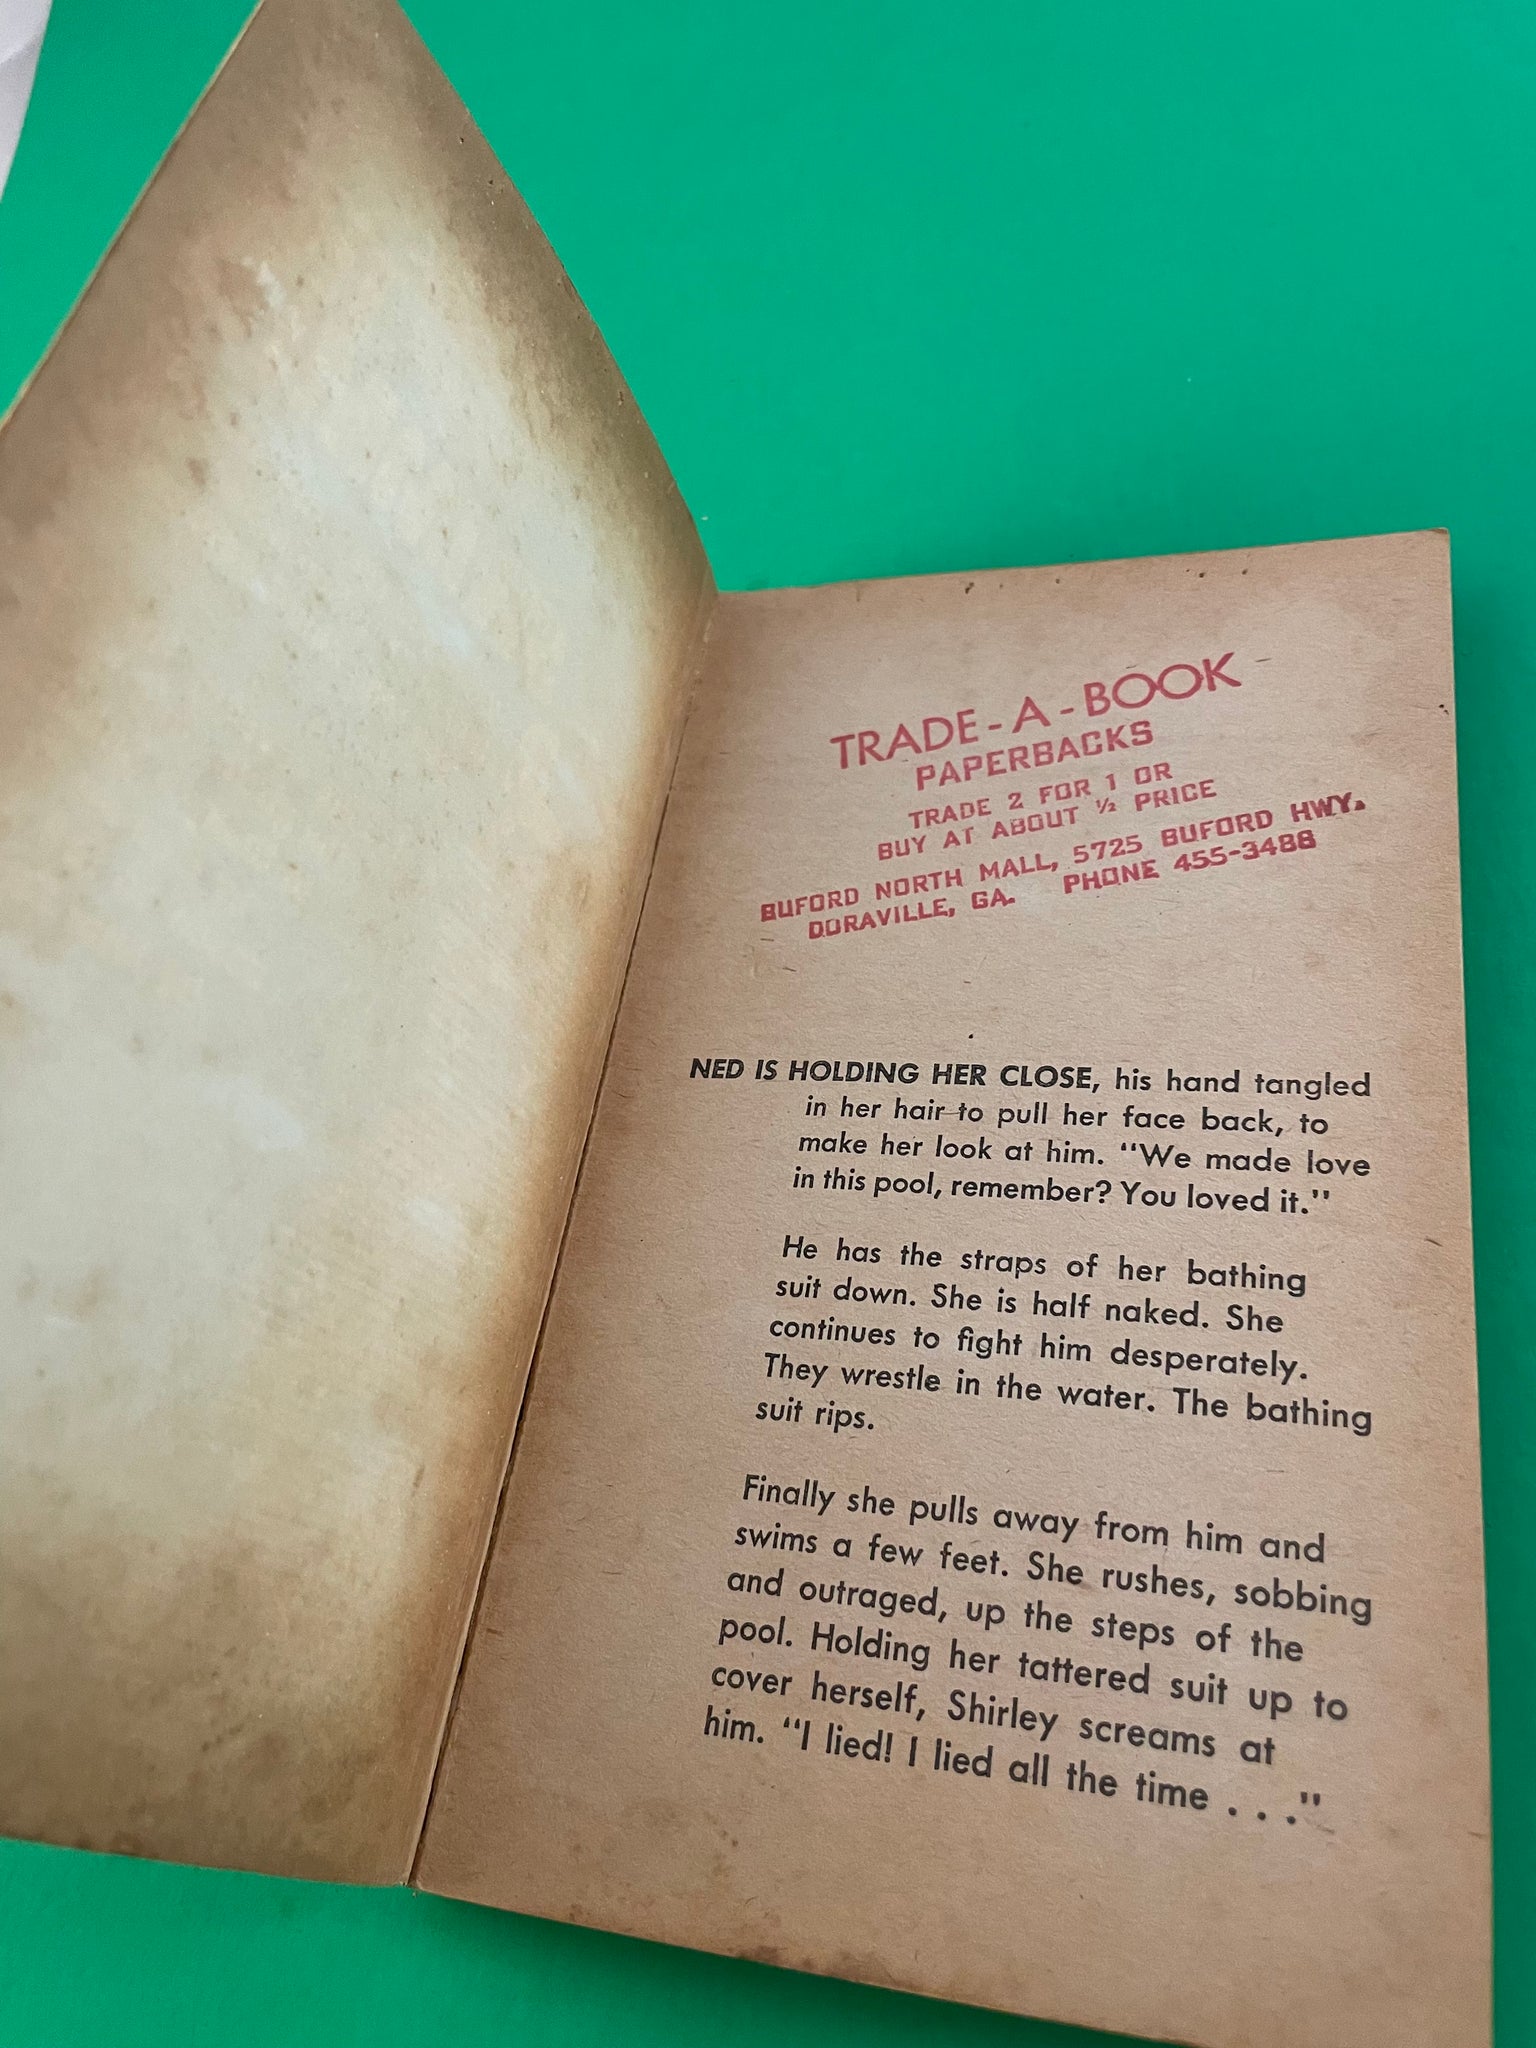 TRADE-A-BOOK
PAPERBACKS
TRADE 2 FOR 1 OR
BUY AT ABOUT ½ PRICE
BUFORD NORTH MALL, 5725 BUFORD HWY.
DORAVILLE, GA. PHONE 455-3488
NED IS HOLDING HER CLOSE, his hand tangled
in her hair to pull her face back, to
make her look at him. "We made love
in this pool, remember? You loved it."
He has the straps of her bathing
suit down. She is half naked. She
continues to fight him desperately.
They wrestle in the water. The bathing
suit rips.
Finally she pulls away from him and
swims a few feet. She rushes, sobbing
and outraged, up the steps of the
pool. Holding her tattered suit up to
cover herself, Shirley screams at
him. "I lied! I lied all the time . . ."